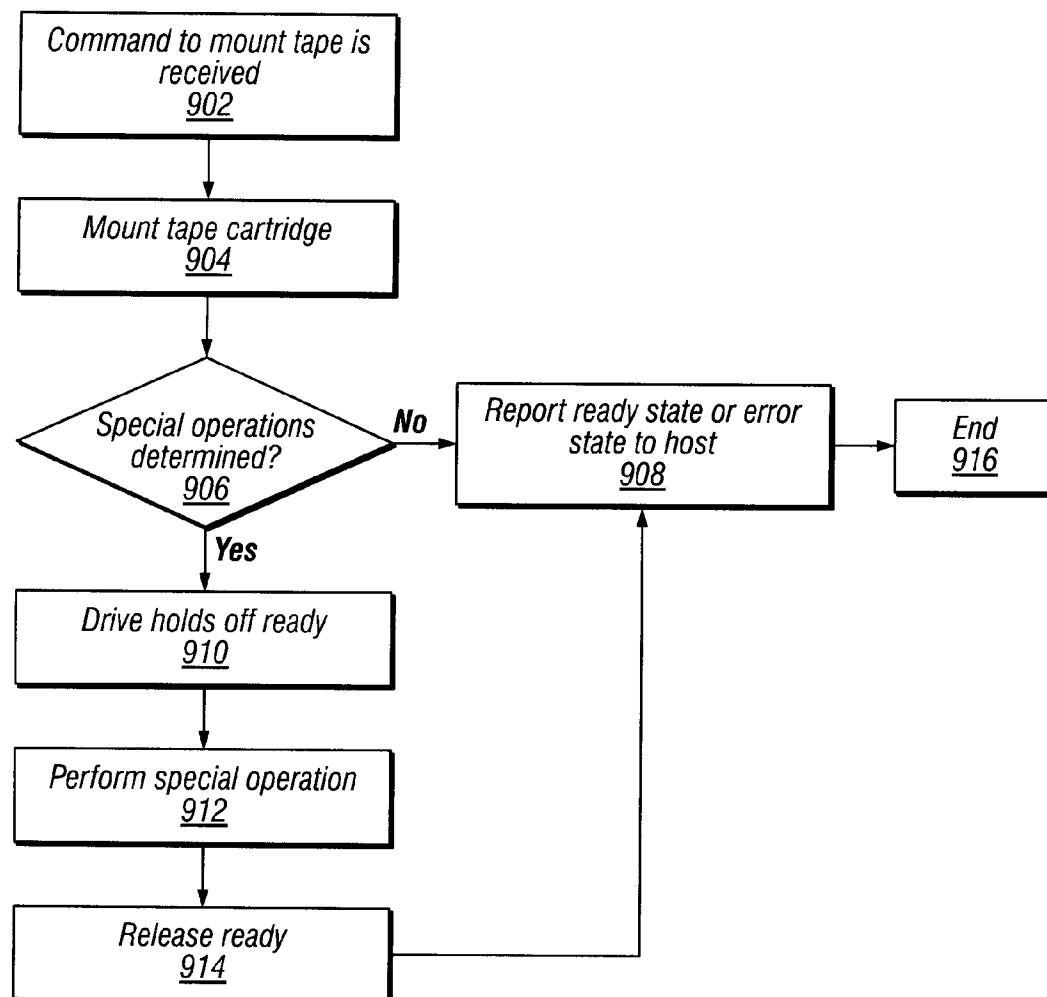 Command to mount tape is
received
902
Mount tape cartridge
904
Special operations
determined?
906
No
Report ready state or error
state to host
908
End
916
Yes
Drive holds off ready
910
Perform special operation
912
Release ready
914